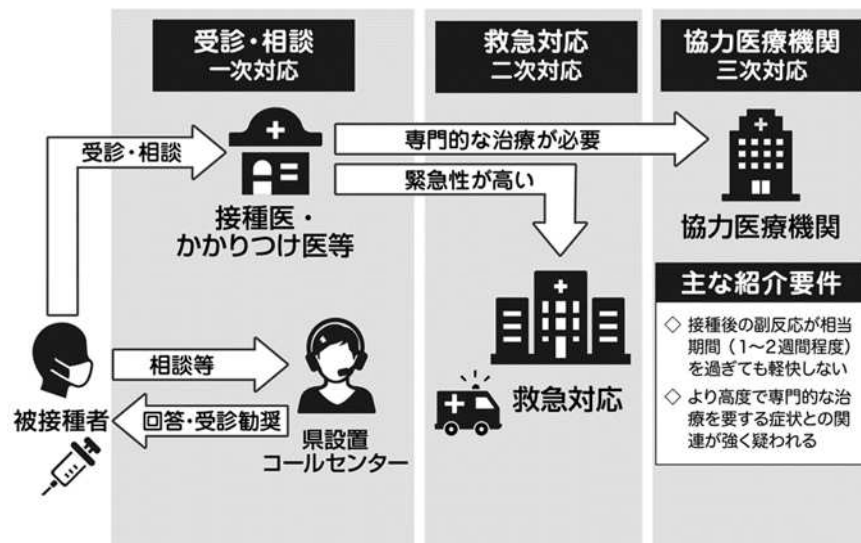 受診・相談
一次対応
救急対応
二次対応
協力医療機関
三次対応
受診・相談
専門的な治療が必要
緊急性が高い
接種医・
かかりつけ医等
協力医療機関
主な紹介要件
◇ 接種後の副反応が相当
期間（1〜2週間程度）
を過ぎても軽快しない
◇ より高度で専門的な治
療を要する症状との関
連が強く疑われる
相談等
回答・受診勧奨
被接種者
県設置
コールセンター
救急対応